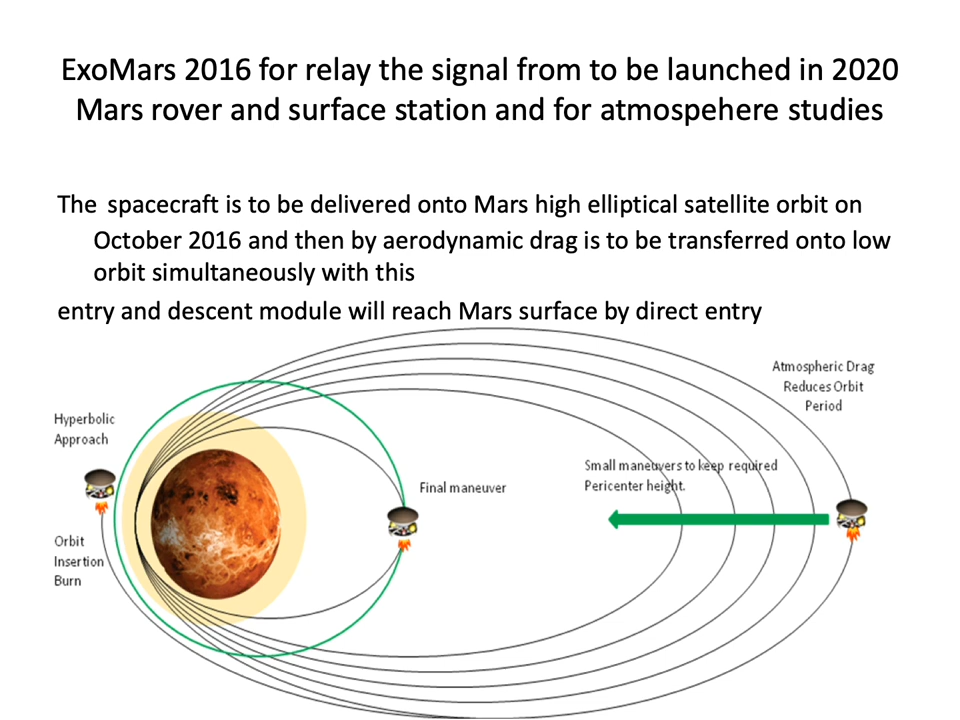 ExoMars 2016 for relay the signal from to be launched in 2020
Mars rover and surface station and for atmospehere studies
The spacecraft is to be delivered onto Mars high elliptical satellite orbit on
October 2016 and then by aerodynamic drag is to be transferred onto low
orbit simultaneously with this
entry and descent module will reach Mars surface by direct entry
Atmospheric Drag
Reduces Orbit
Period
Hyperbolic
Approach
Small maneuvers to keep required
Pericenter height.
Final maneuver
Orbit
Insertion
Burn